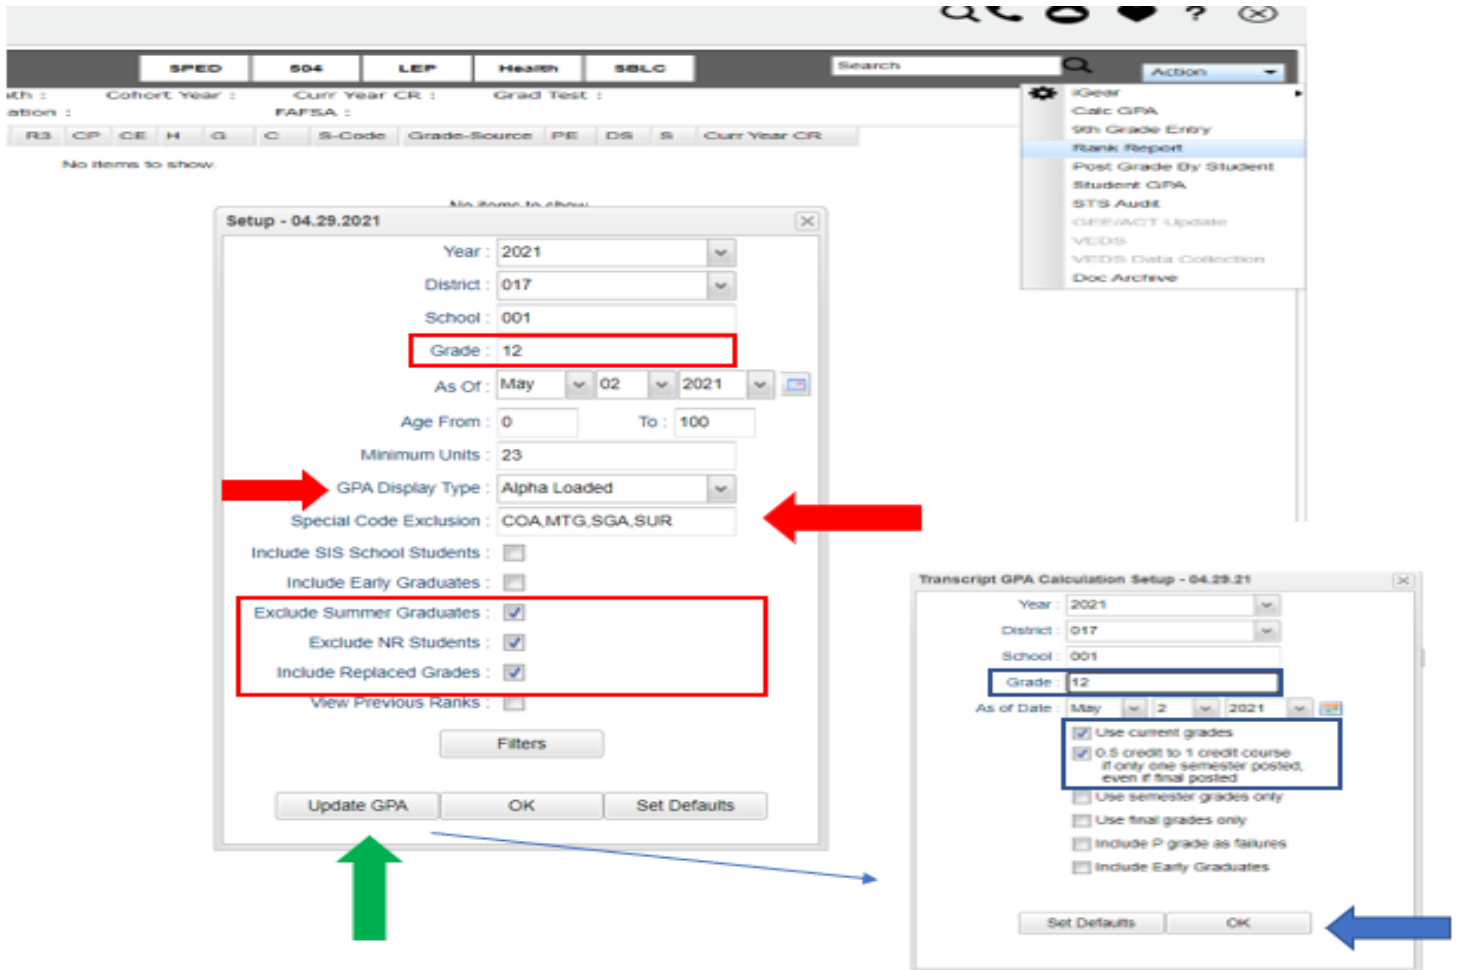 ?
SPED 504 LEP Health SBLC Search Action
Cohort Year : Curr Year CR : Grad Test :
FAFSA :
R3 CP CE H G C S-Code Grade-Source PE DS S Curr Year CR
No items to show.
No items to show
iGear
Calc GPA
9th Grade Entry
Rank Report
Post Grade By Student
Student GPA
STS Audit
GEE/ACT Update
VEDS
VEDS Data Collection
Doc Archive
Setup - 04.29.2021
Year : 2021
District : 017
School : 001
Grade : 12
As Of : May 02 2021
Age From : 0 To : 100
Minimum Units : 23
GPA Display Type : Alpha Loaded
Special Code Exclusion : COA,MTG,SGA,SUR
Include SIS School Students :
Include Early Graduates :
Exclude Summer Graduates :
Exclude NR Students :
Include Replaced Grades :
View Previous Ranks :
Filters
Update GPA OK Set Defaults
Transcript GPA Calculation Setup - 04.29.21
Year : 2021
District : 017
School : 001
Grade : 12
As of Date : May 2 2021
Use current grades
0.5 credit to 1 credit course
if only one semester posted,
even if final posted
Use semester grades only
Use final grades only
Include P grade as failures
Include Early Graduates
Set Defaults OK